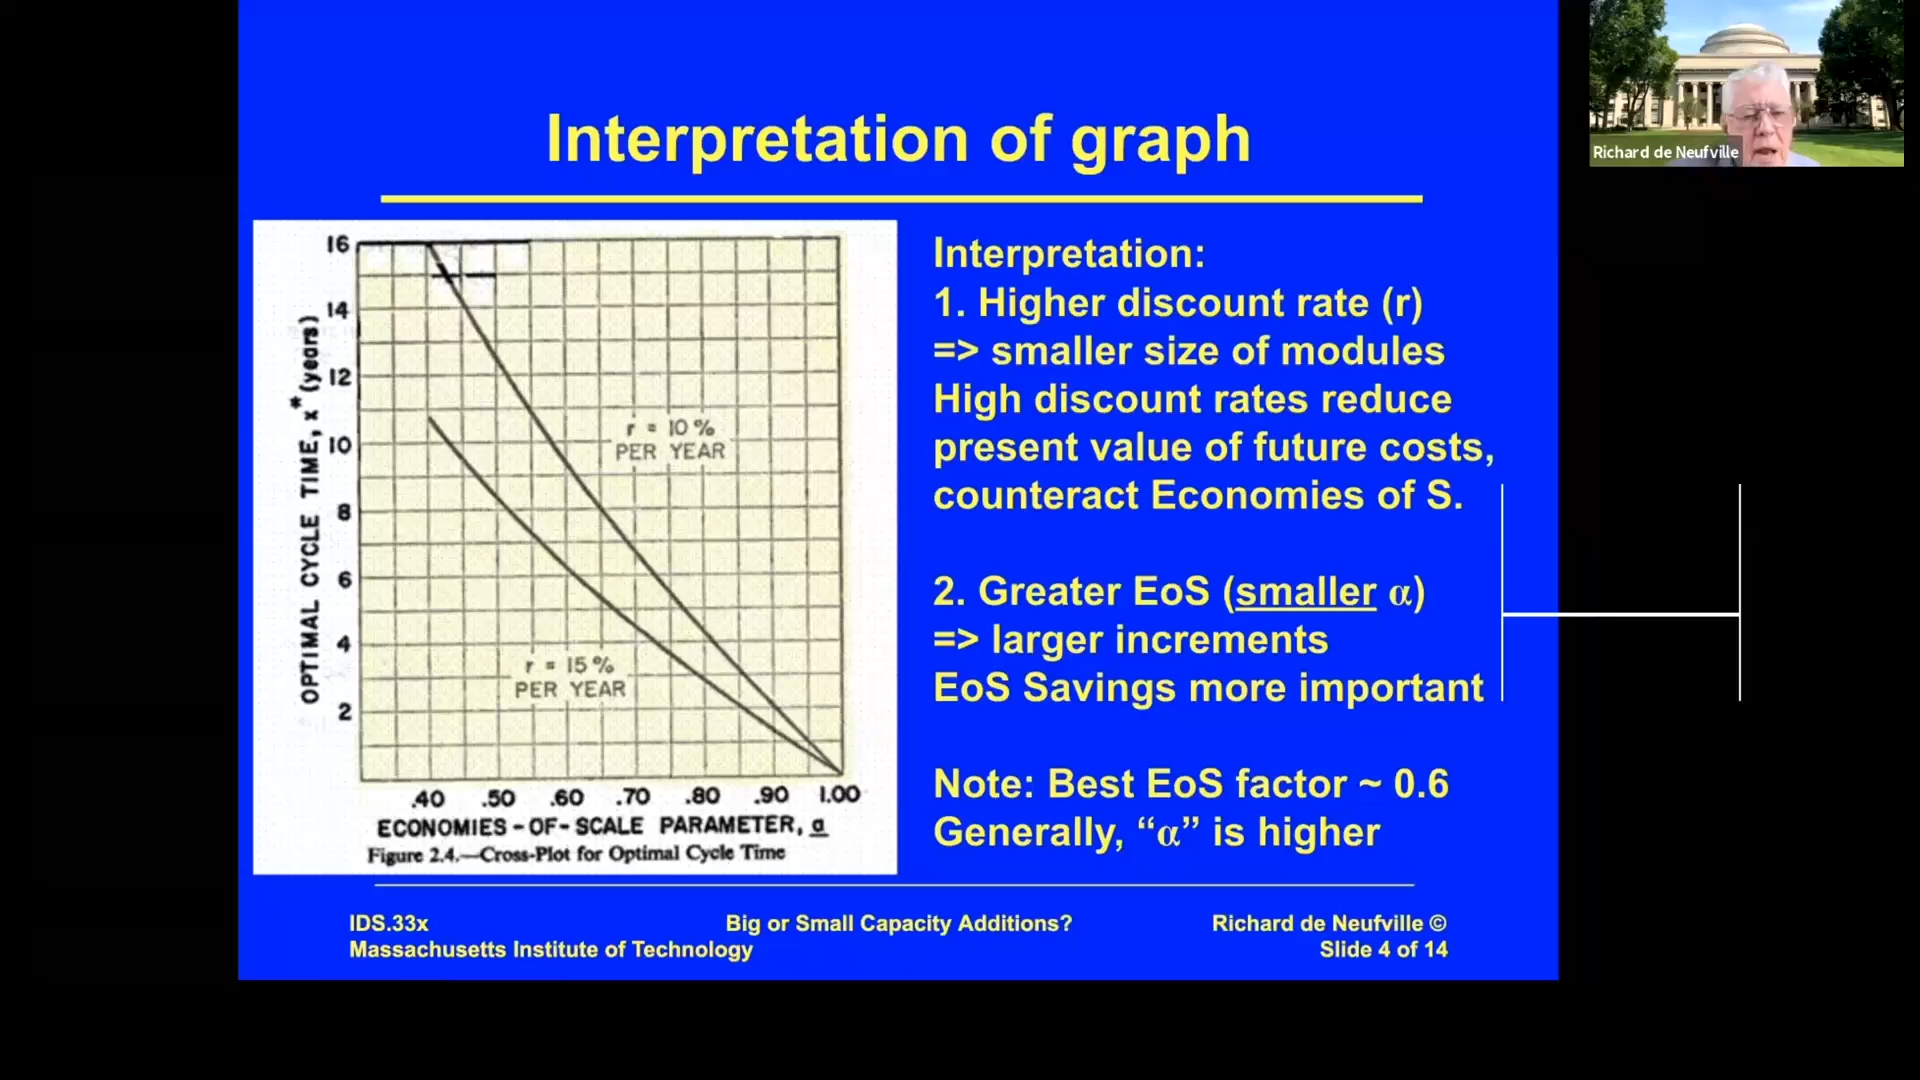 Richard de Neufville
Interpretation of graph
16
14
12
10
8
6
4
2
OPTIMAL CYCLE TIME, x* (years)
r = 10 %
PER YEAR
r = 15 %
PER YEAR
.40 .50 .60 .70 .80 .90 1.00
ECONOMIES-OF-SCALE PARAMETER, a
Figure 2.4.—Cross-Plot for Optimal Cycle Time
Interpretation:
1. Higher discount rate (r)
=> smaller size of modules
High discount rates reduce
present value of future costs,
counteract Economies of S.
2. Greater EoS (smaller α)
=> larger increments
EoS Savings more important
Note: Best EoS factor ~ 0.6
Generally, “α” is higher
IDS.33x
Massachusetts Institute of Technology
Big or Small Capacity Additions?
Richard de Neufville ©
Slide 4 of 14